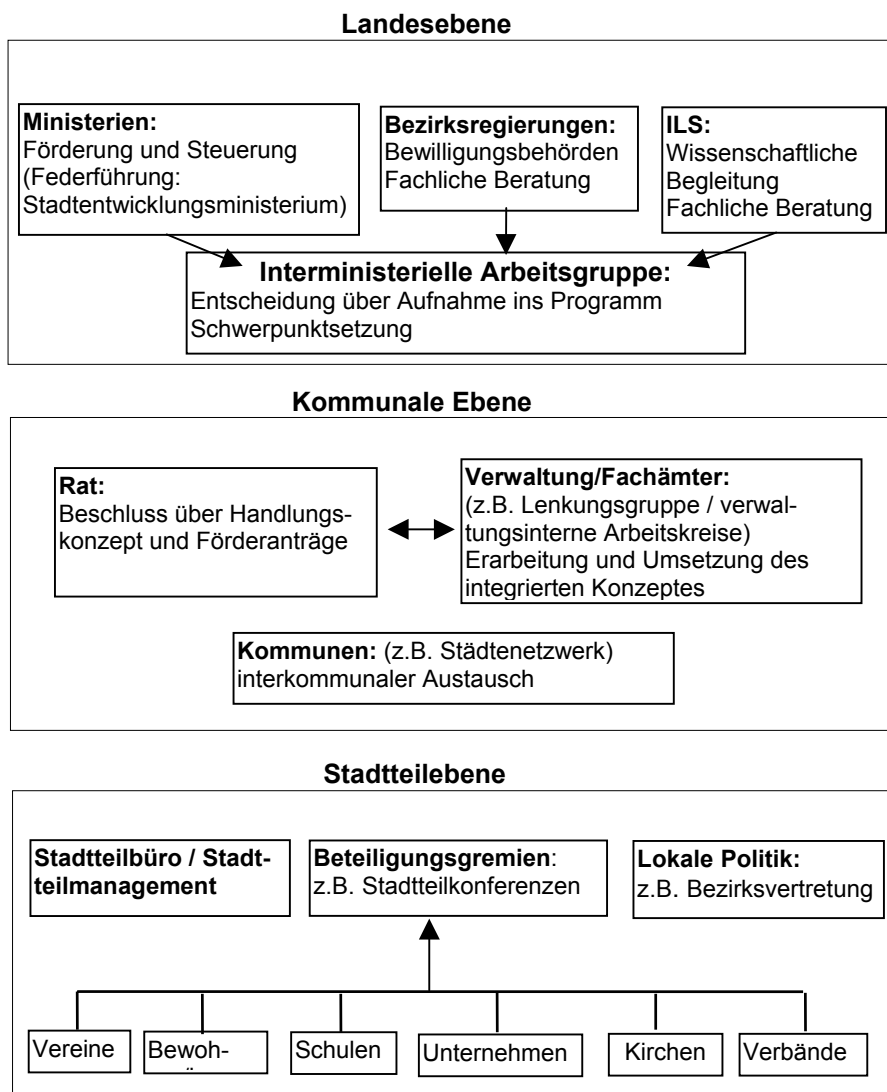 Landesebene
Ministerien:
Förderung und Steuerung
(Federführung:
Stadtentwicklungsministerium)
Bezirksregierungen:
Bewilligungsbehörden
Fachliche Beratung
ILS:
Wissenschaftliche
Begleitung
Fachliche Beratung
Interministerielle Arbeitsgruppe:
Entscheidung über Aufnahme ins Programm
Schwerpunktsetzung
Kommunale Ebene
Rat:
Beschluss über Handlungs-
konzept und Förderanträge
Verwaltung/Fachämter:
(z.B. Lenkungsgruppe / verwal-
tungsinterne Arbeitskreise)
Erarbeitung und Umsetzung des
integrierten Konzeptes
Kommunen: (z.B. Städtenetzwerk)
interkommunaler Austausch
Stadtteilebene
Stadtteilbüro / Stadt-
teilmanagement
Beteiligungsgremien:
z.B. Stadtteilkonferenzen
Lokale Politik:
z.B. Bezirksvertretung
Vereine
Bewoh-
Schulen
Unternehmen
Kirchen
Verbände